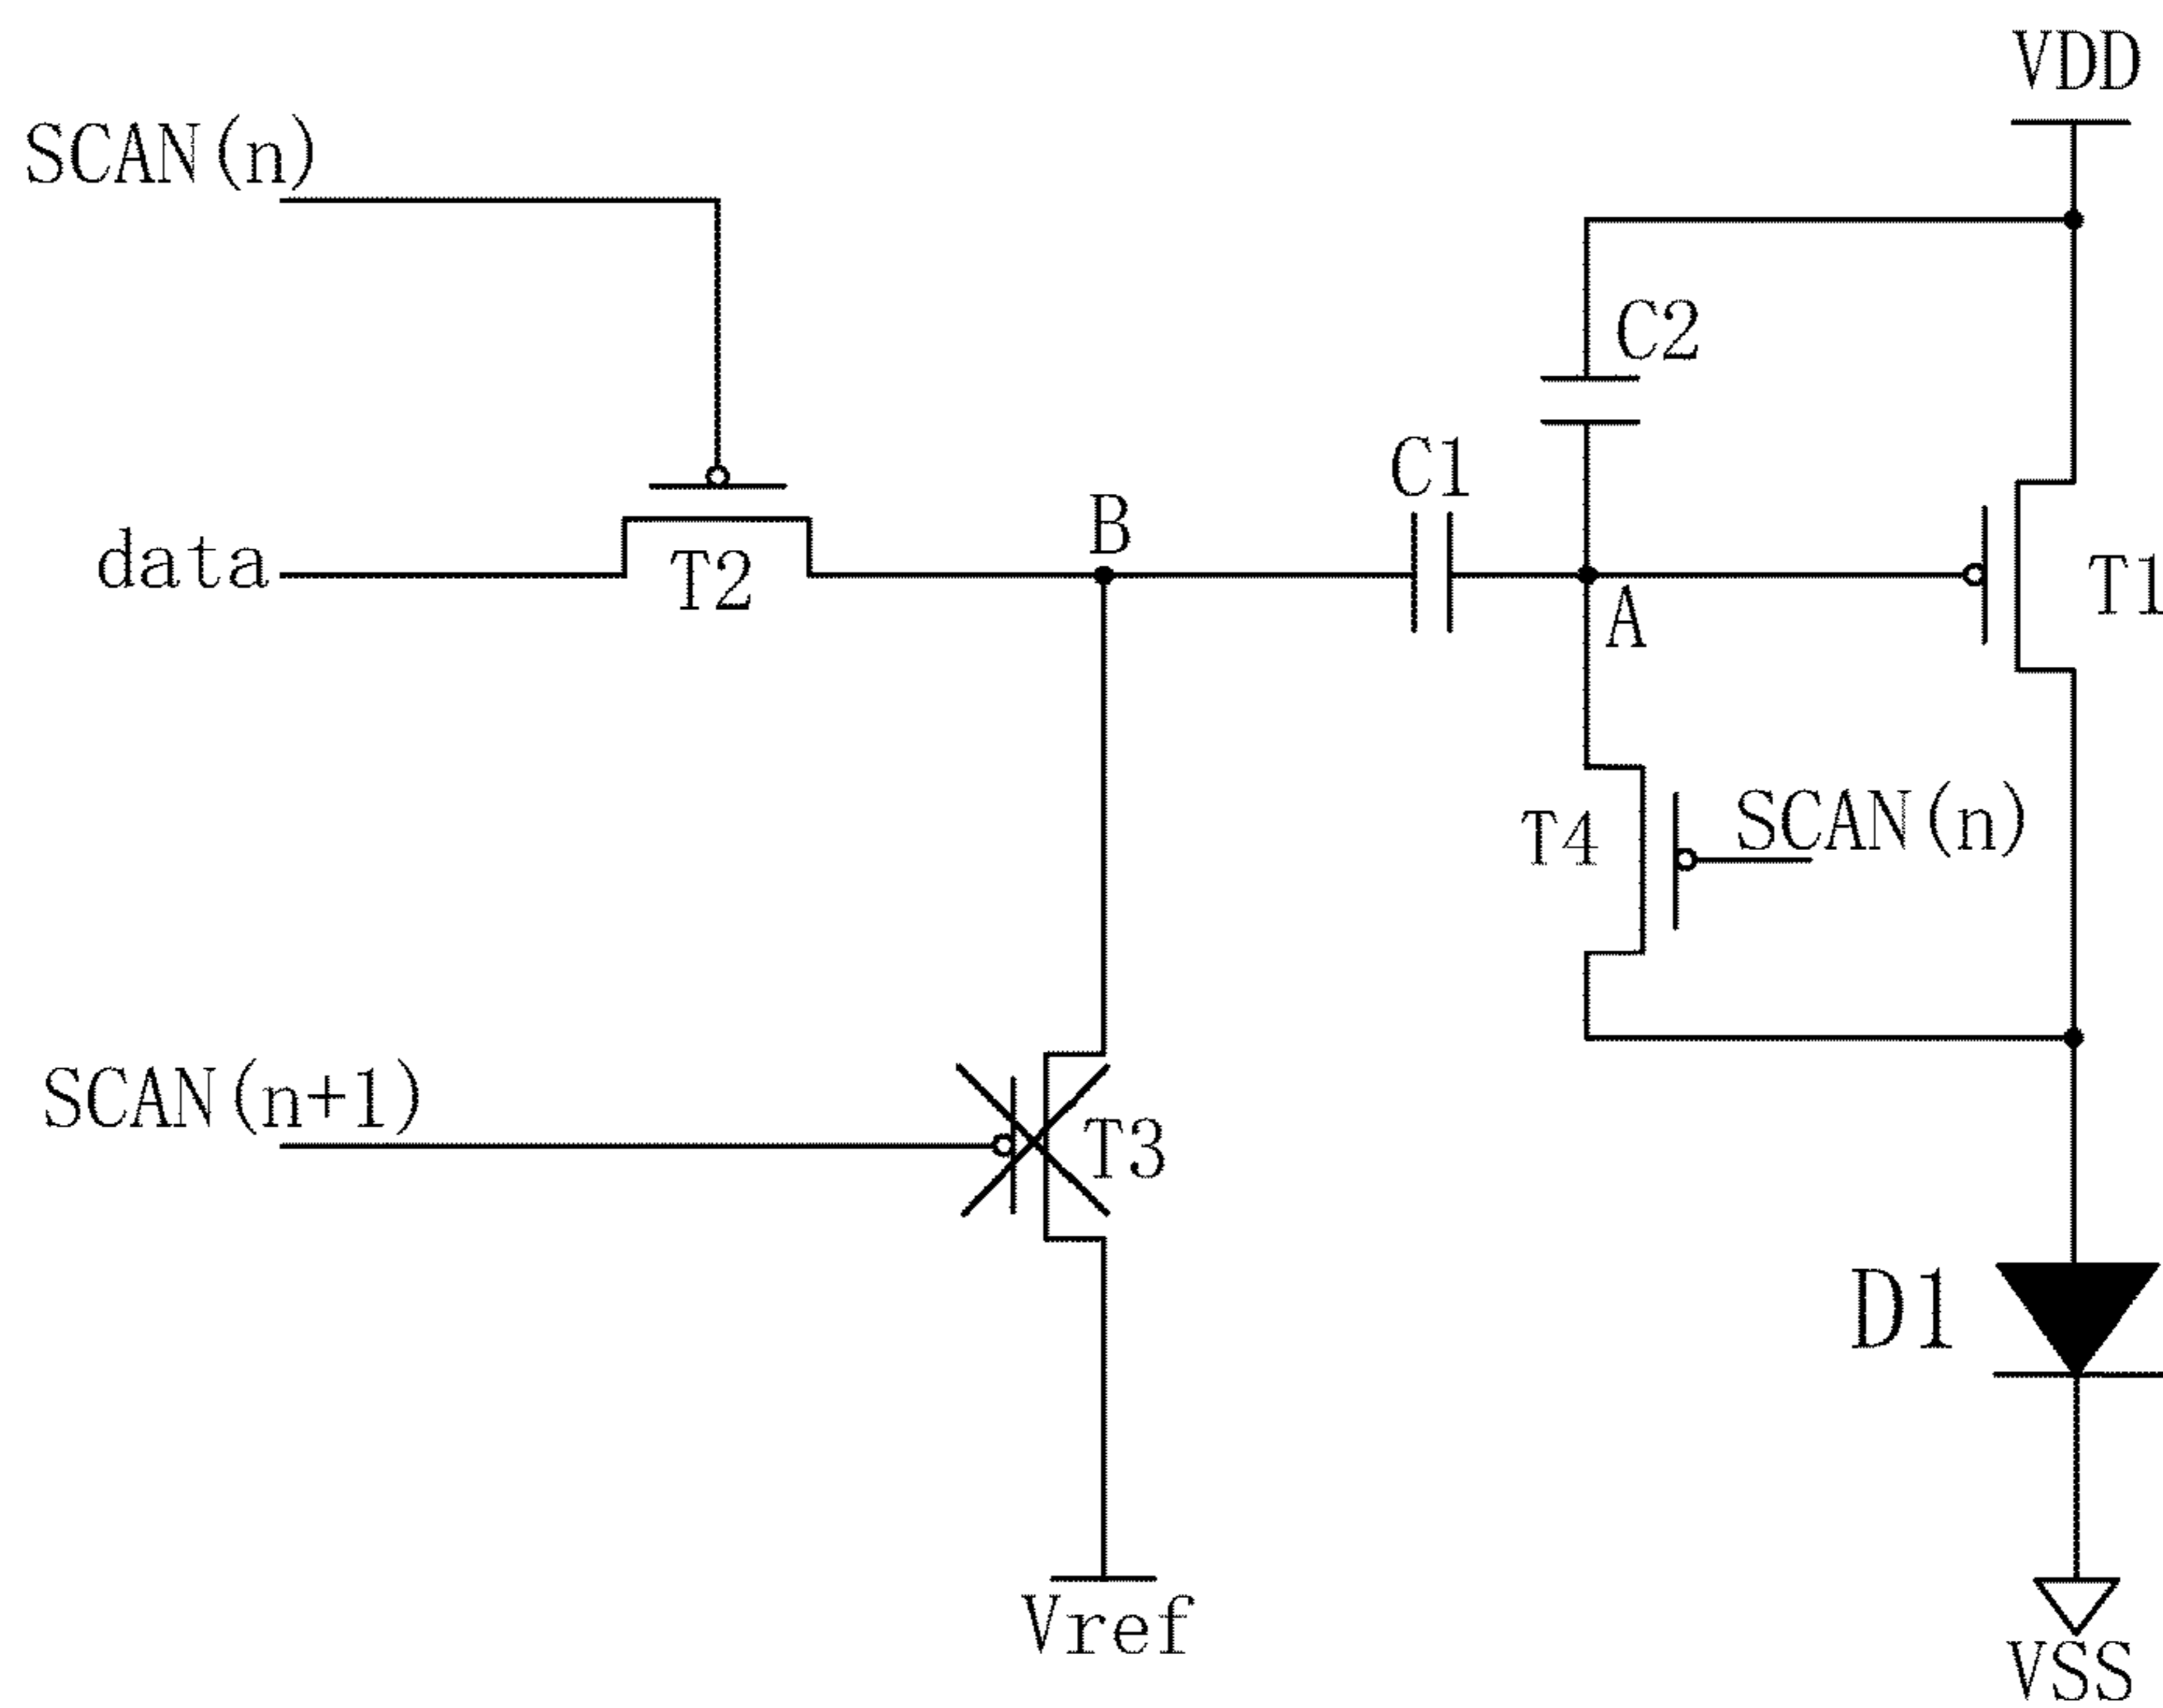 VDD
SCAN(n)
C2
C1
B
data
T2
T1
A
SCAN(n)
T4
SCAN(n+1)
T3
D1
Vref
VSS